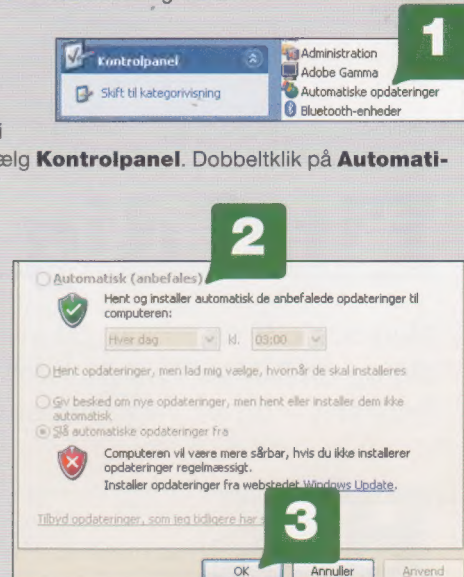 1
Kontrolpanel
Skift til kategorivisning
Administration
Adobe Gamma
Automatiske opdateringer
Bluetooth-enheder
ælg Kontrolpanel. Dobbeltklik på Automati-
2
Automatisk (anbefales)
Hent og installer automatisk de anbefalede opdateringer til
computeren:
Hver dag kl. 03:00
Hent opdateringer, men lad mig vælge, hvornår de skal installeres
Giv besked om nye opdateringer, men hent eller installer dem ikke
automatisk
Slå automatiske opdateringer fra
Computeren vil være mere sårbar, hvis du ikke installerer
opdateringer regelmæssigt.
Installer opdateringer fra webstedet Windows Update.
Tilbyd opdateringer, som jeg tidligere har
3
OK Annuller Anvend